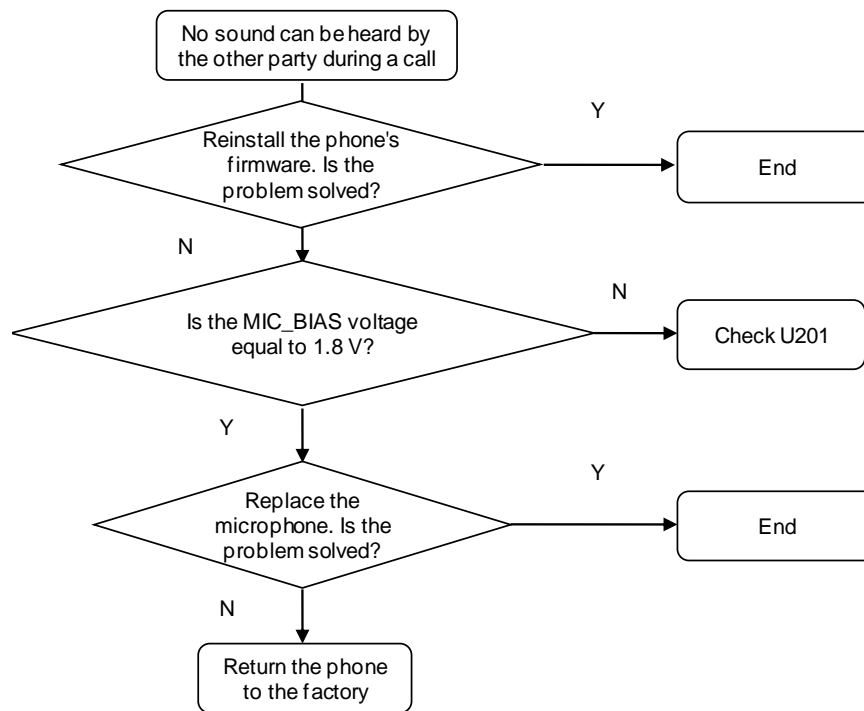 No sound can be heard by
the other party during a call
Y
Reinstall the phone's
firmware. Is the
problem solved?
End
N
N
Is the MIC_BIAS voltage
equal to 1.8 V?
Check U201
Y
Y
Replace the
microphone. Is the
problem solved?
End
N
Return the phone
to the factory